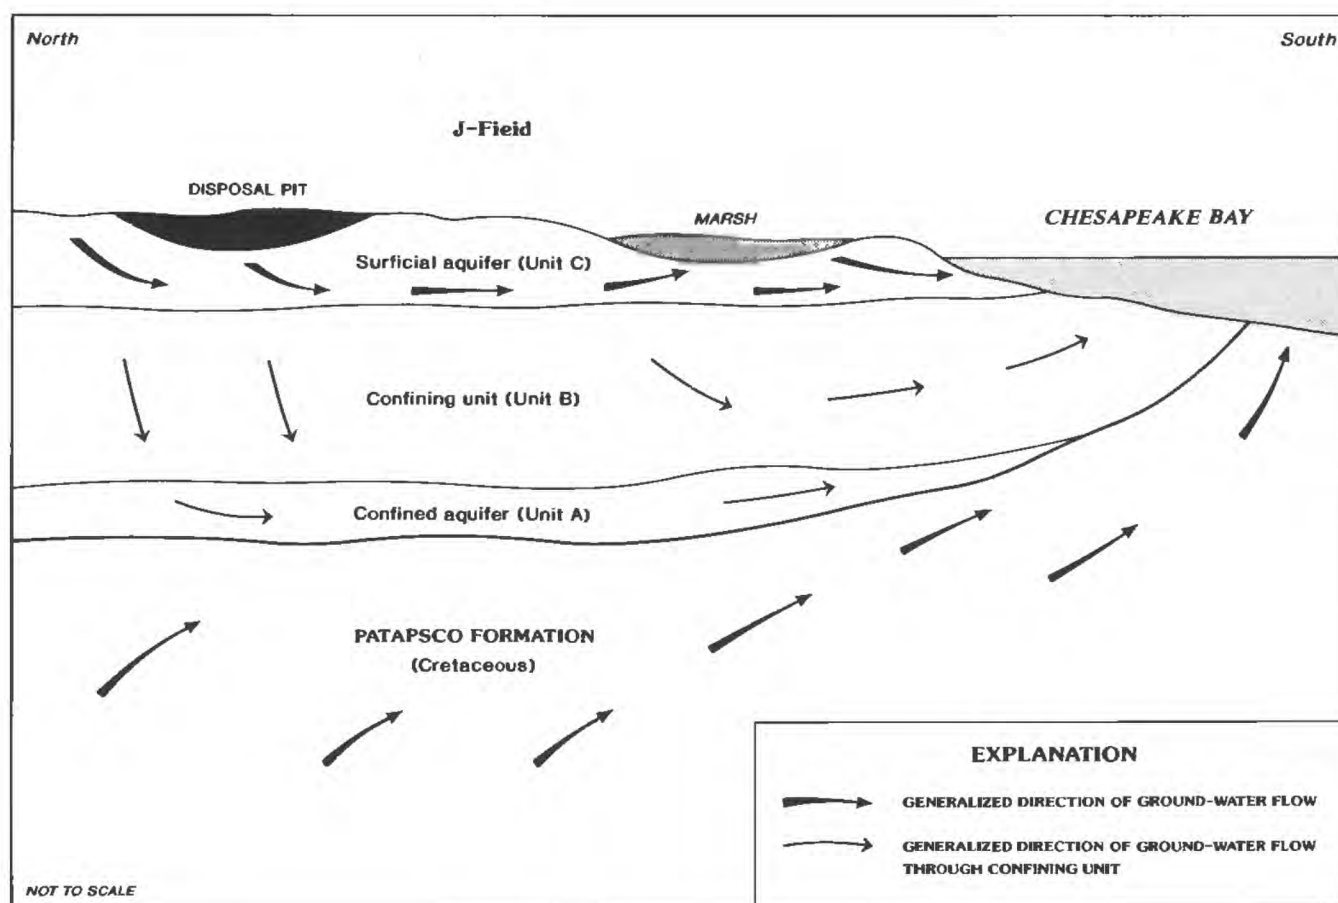 North
South
J-Fieid
DISPOSAL PIT
MARSH
CHESAPEAKE BAY
Surficial aquifer (Unit C)
Confining unit (Unit B)
Confined aquifer (Unit A)
PATAPSCO FORMATION
(Cretaceous)
EXPLANATION
GENERALIZED DIRECTION OF GROUND-WATER FLOW
GENERALIZED DIRECTION OF GROUND-WATER FLOW
THROUGH CONFINING UNIT
NOT TO SCALE